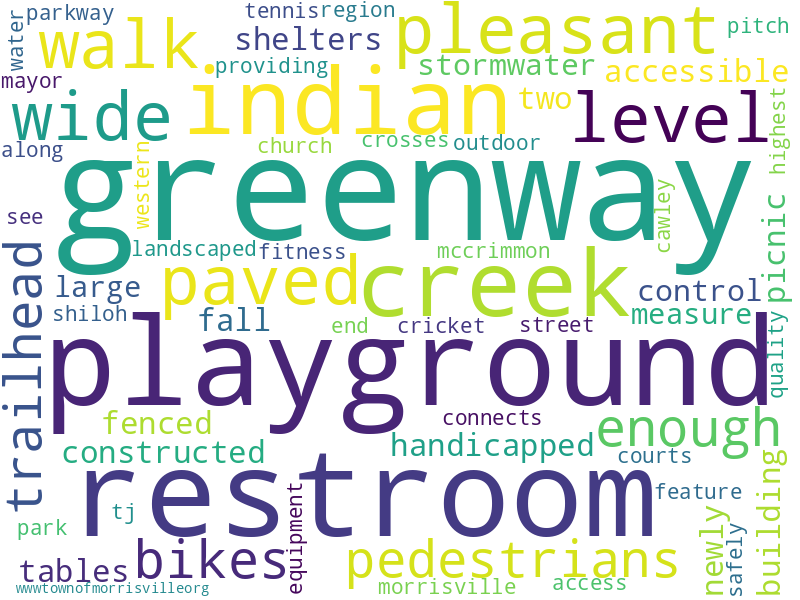 parkway
tennis
region
pleasant
pitch
water
walk
shelters
providing
stormwater
accessible
mayor
indian
two
wide
level
highest
along
church
crosses
outdoor
western
greenway
see
cawley
landscaped
fitness
mccrimmon
picnic
trailhead
paved
creek
large
control
shiloh
fall
measure
end
cricket
street
quality
playground
fenced
connects
enough
constructed
handicapped
courts
building
restroom
equipment
feature
tj
newly
park
safely
tables
bikes
pedestrians
morrisville
access
wwwtownofmorrisvilleorg